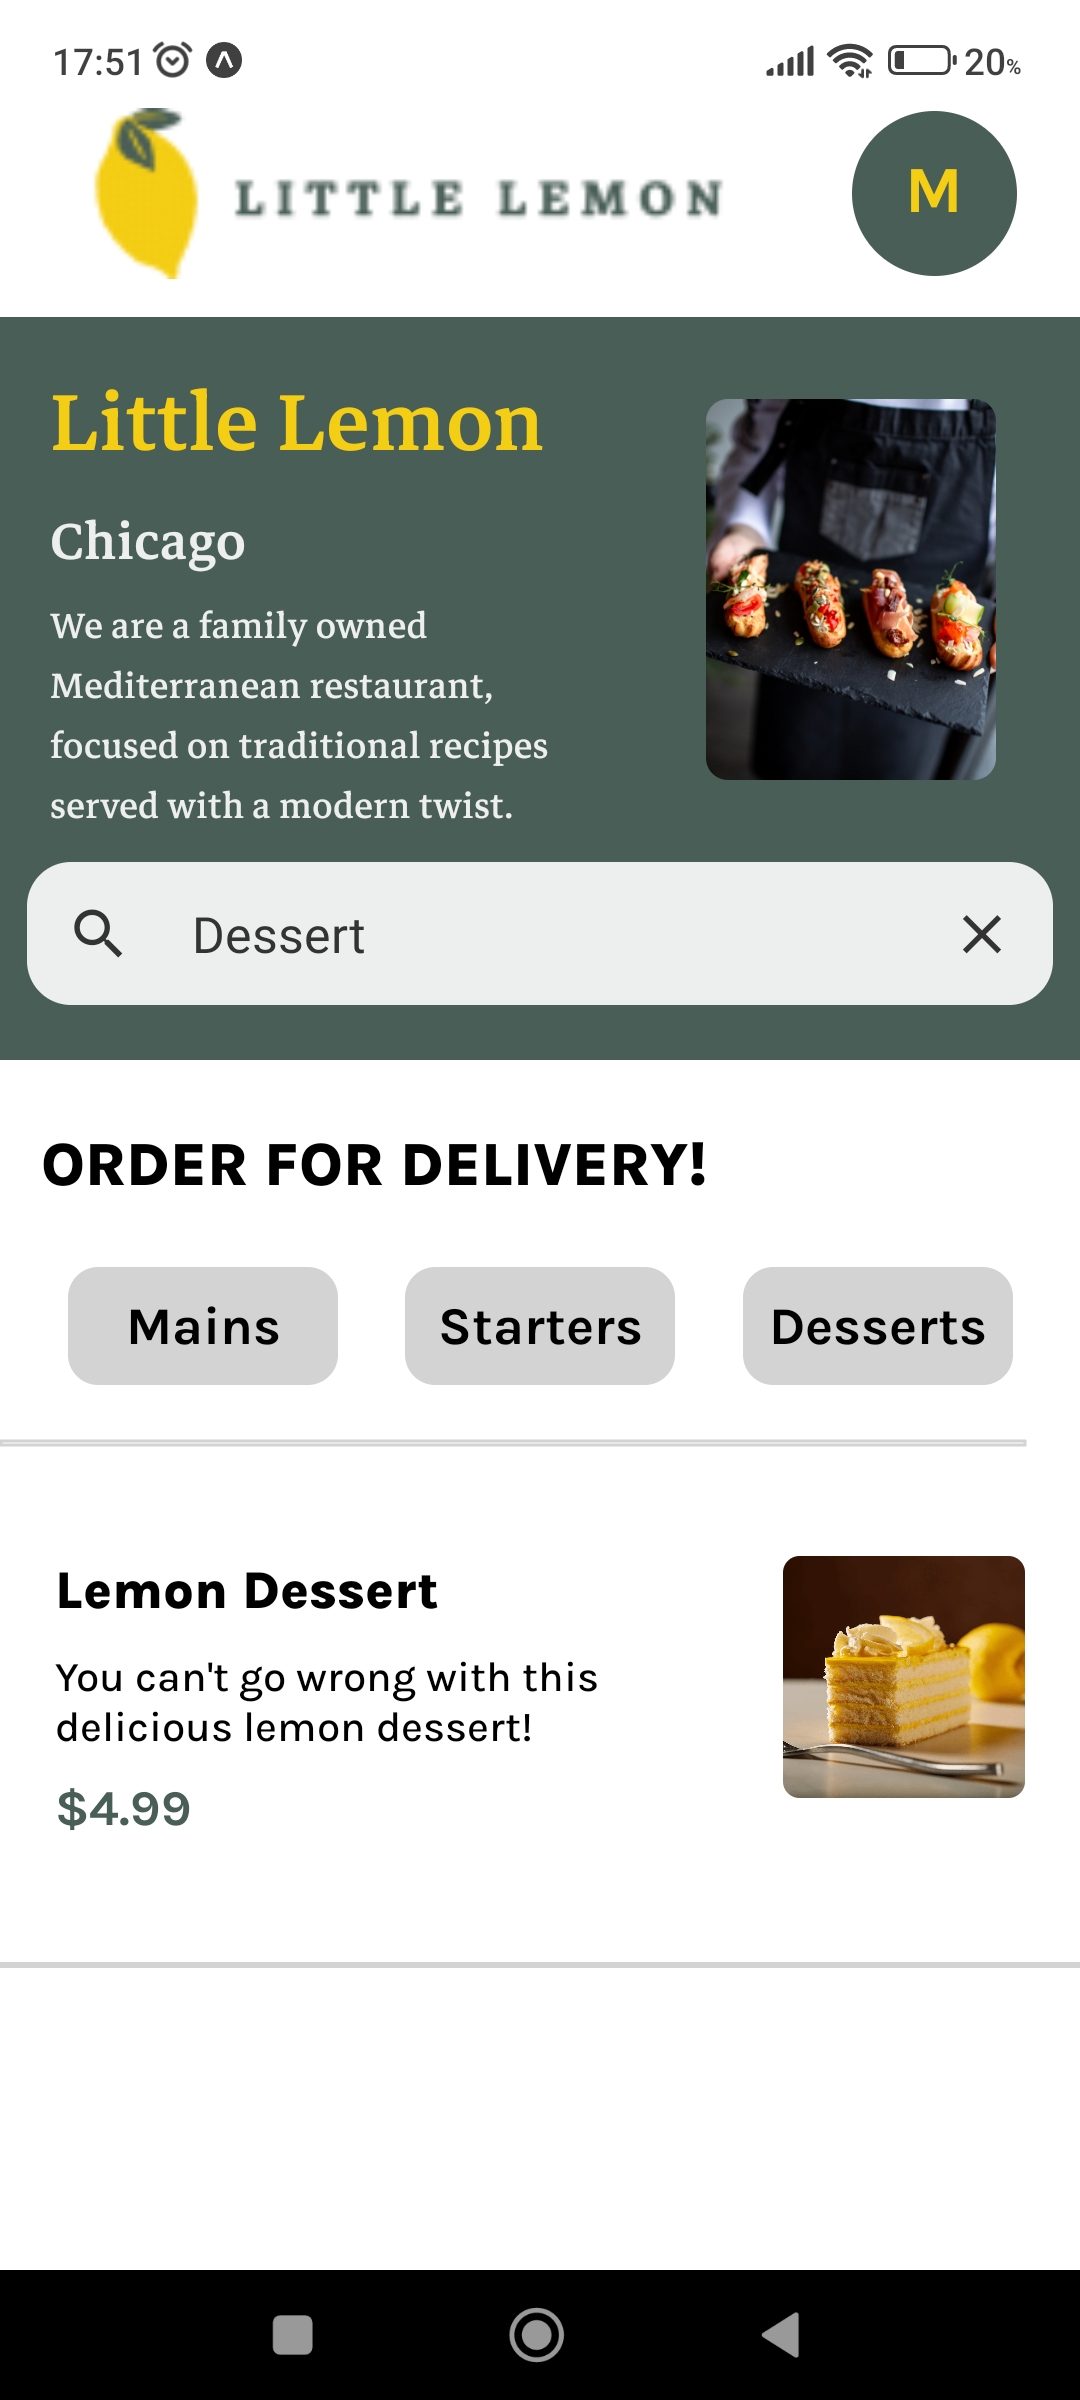 17:51 20%
LITTLE LEMON
M
Little Lemon
Chicago
We are a family owned
Mediterranean restaurant,
focused on traditional recipes
served with a modern twist.
Dessert
ORDER FOR DELIVERY!
Mains Starters Desserts
Lemon Dessert
You can't go wrong with this
delicious lemon dessert!
$4.99